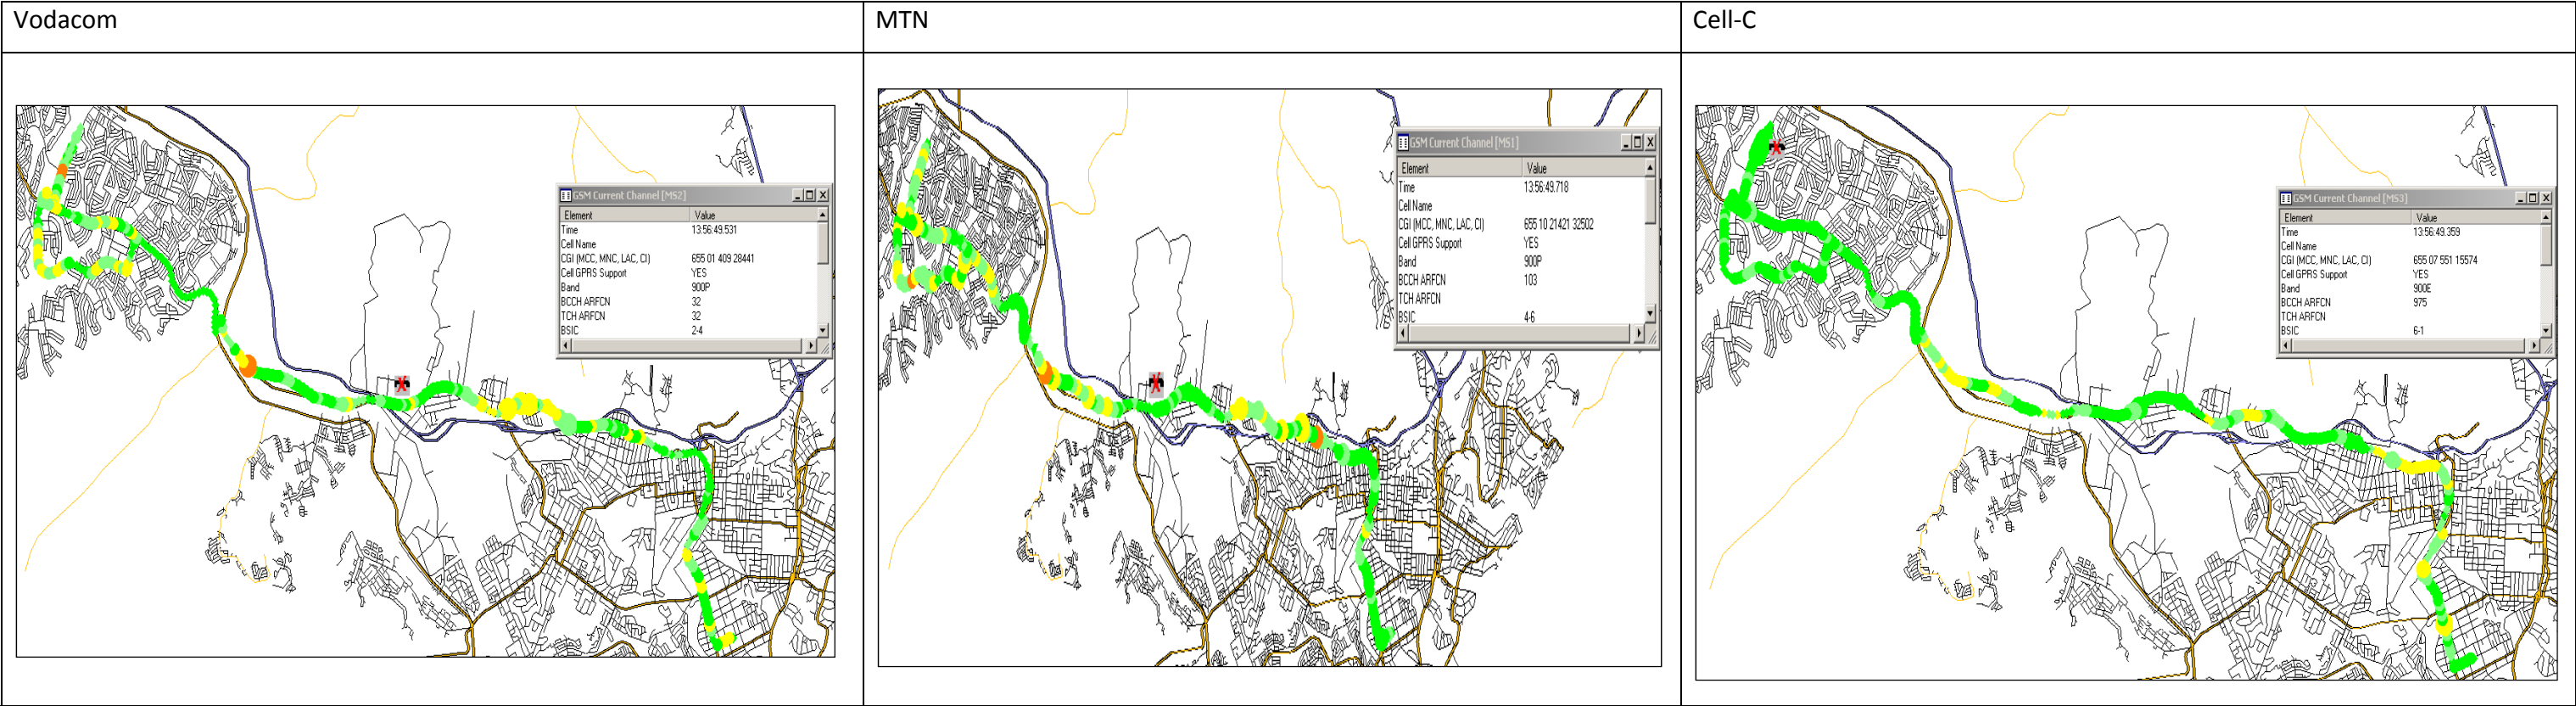 Vodacom
MTN
Cell-C
GSM Current Channel [MS2]
Element Value
Time 13:56:49.531
Cell Name
CGI (MCC, MNC, LAC, CI) 655 01 409 28441
Cell GPRS Support YES
Band 900P
BCCH ARFCN 32
TCH ARFCN 32
BSIC 2-4
GSM Current Channel [MS1]
Element Value
Time 13:56:49.718
Cell Name
CGI (MCC, MNC, LAC, CI) 655 10 21421 32502
Cell GPRS Support YES
Band 900P
BCCH ARFCN 103
TCH ARFCN
BSIC 4-6
GSM Current Channel [MS3]
Element Value
Time 13:56:49.359
Cell Name
CGI (MCC, MNC, LAC, CI) 655 07 551 15574
Cell GPRS Support YES
Band 900E
BCCH ARFCN 975
TCH ARFCN
BSIC 6-1